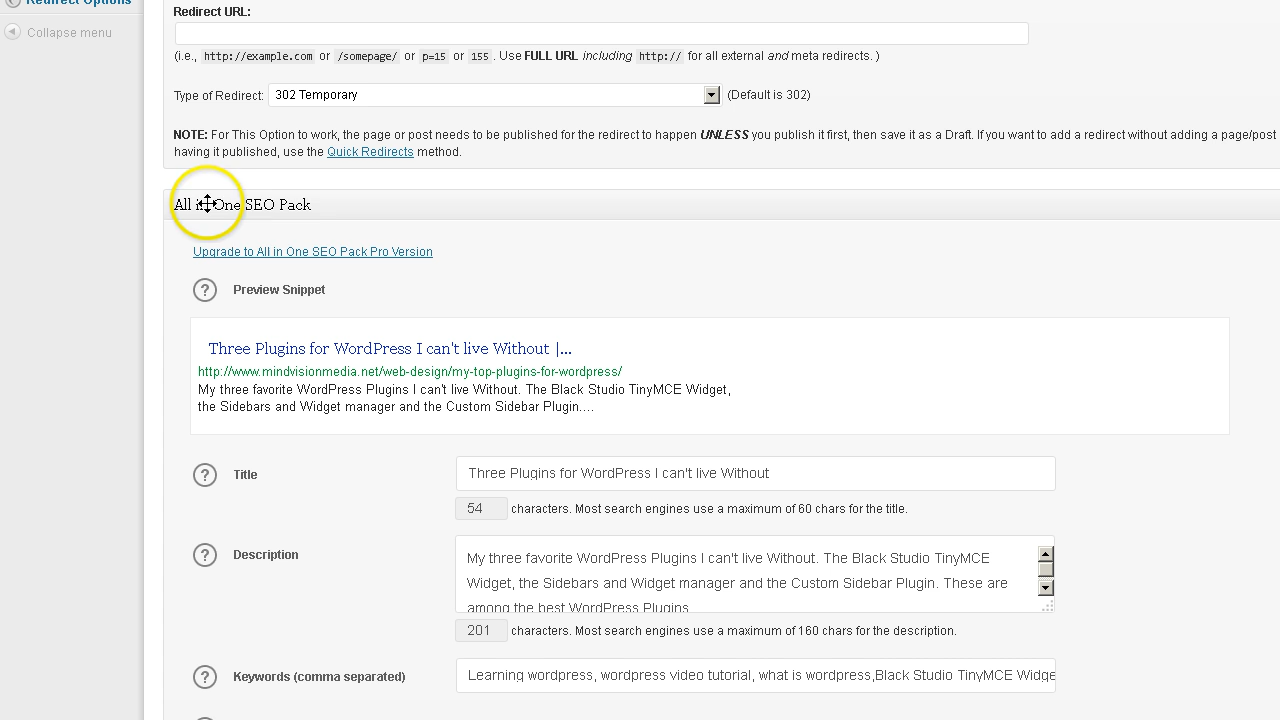 Redirect Options
Collapse menu
Redirect URL:
(i.e., http://example.com or /somepage/ or p=15 or 155 . Use FULL URL including http:// for all external and meta redirects. )
Type of Redirect: 302 Temporary (Default is 302)
NOTE: For This Option to work, the page or post needs to be published for the redirect to happen UNLESS you publish it first, then save it as a Draft. If you want to add a redirect without adding a page/post
having it published, use the Quick Redirects method.
All in One SEO Pack
Upgrade to All in One SEO Pack Pro Version
? Preview Snippet
Three Plugins for WordPress I can't live Without |...
http://www.mindvisionmedia.net/web-design/my-top-plugins-for-wordpress/
My three favorite WordPress Plugins I can't live Without. The Black Studio TinyMCE Widget,
the Sidebars and Widget manager and the Custom Sidebar Plugin....
? Title Three Plugins for WordPress I can't live Without
54 characters. Most search engines use a maximum of 60 chars for the title.
? Description My three favorite WordPress Plugins I can't live Without. The Black Studio TinyMCE
Widget, the Sidebars and Widget manager and the Custom Sidebar Plugin. These are
among the best WordPress Plugins
201 characters. Most search engines use a maximum of 160 chars for the description.
? Keywords (comma separated) Learning wordpress, wordpress video tutorial, what is wordpress,Black Studio TinyMCE Widge